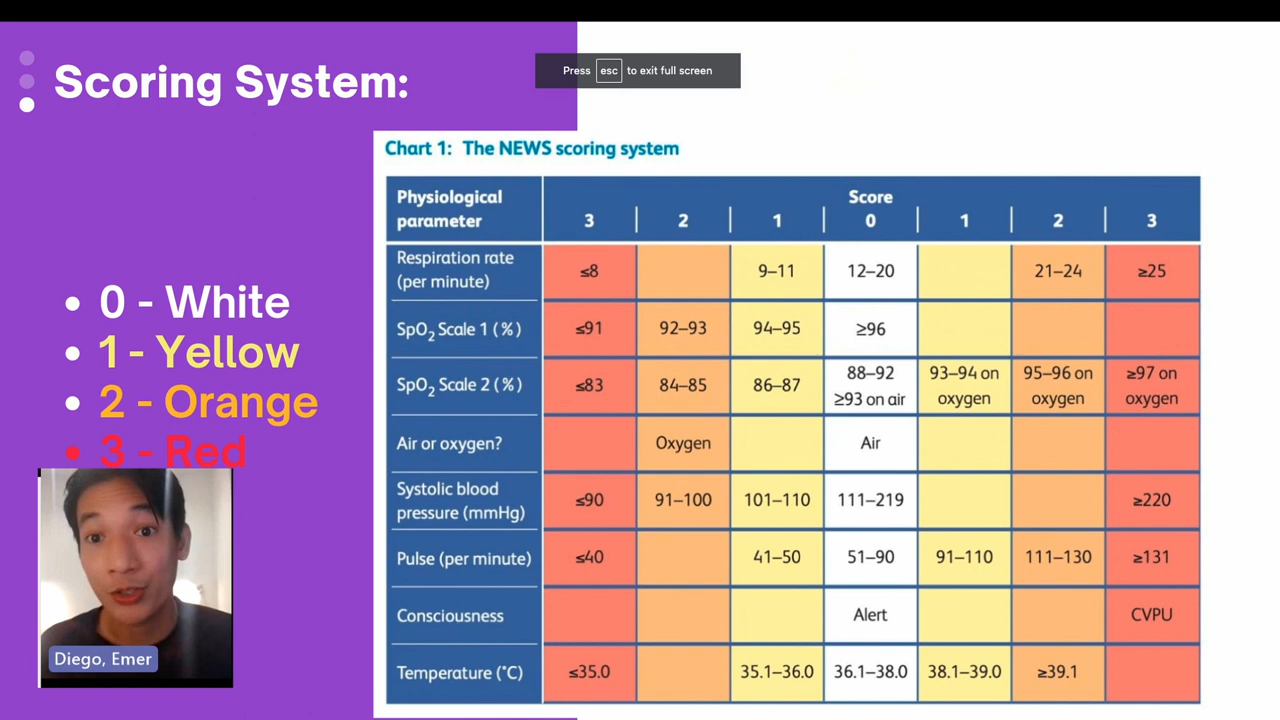 Scoring System:
Press esc to exit full screen
Chart 1: The NEWS scoring system
Physiological parameter
Score
3 2 1 0 1 2 3
Respiration rate (per minute) ≤8 9–11 12–20 21–24 ≥25
SpO₂ Scale 1 (%) ≤91 92–93 94–95 ≥96
SpO₂ Scale 2 (%) ≤83 84–85 86–87 88–92 ≥93 on air 93–94 on oxygen 95–96 on oxygen ≥97 on oxygen
Air or oxygen? Oxygen Air
Systolic blood pressure (mmHg) ≤90 91–100 101–110 111–219 ≥220
Pulse (per minute) ≤40 41–50 51–90 91–110 111–130 ≥131
Consciousness Alert CVPU
Temperature (°C) ≤35.0 35.1–36.0 36.1–38.0 38.1–39.0 ≥39.1
• 0 - White
• 1 - Yellow
• 2 - Orange
• 3 - Red
Diego, Emer